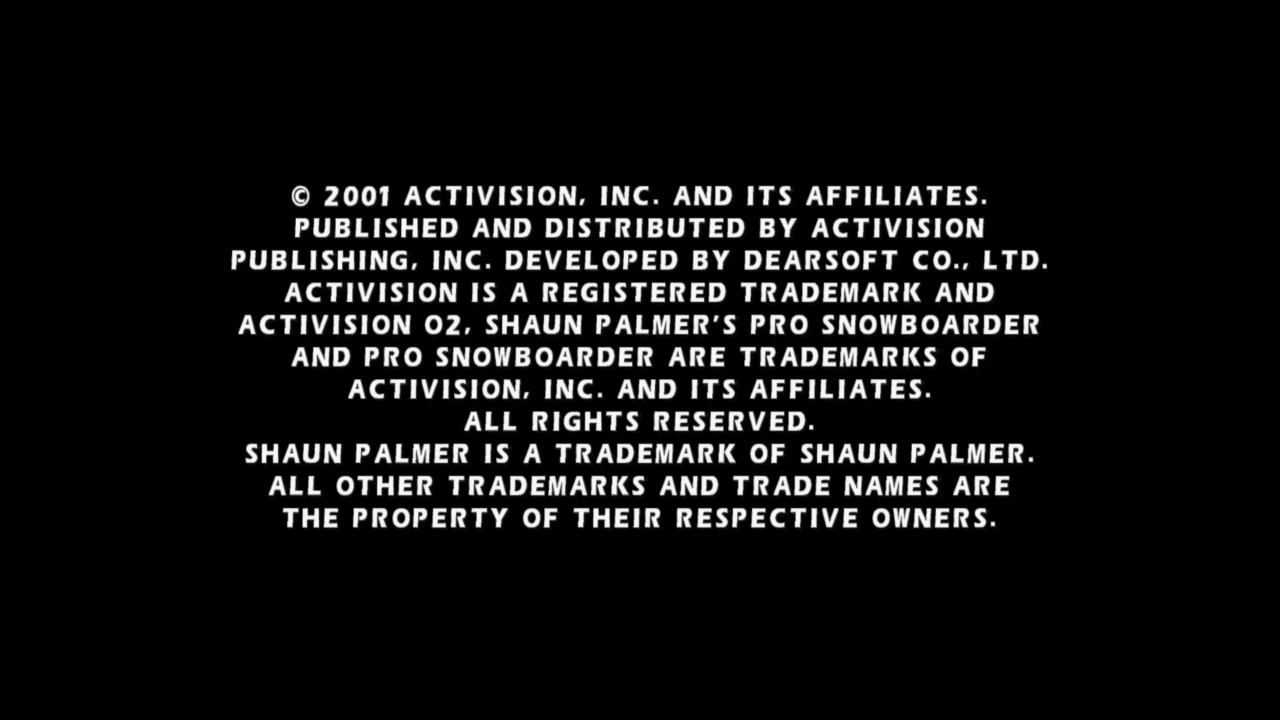 © 2001 ACTIVISION, INC. AND ITS AFFILIATES.
PUBLISHED AND DISTRIBUTED BY ACTIVISION
PUBLISHING, INC. DEVELOPED BY DEARSOFT CO., LTD.
ACTIVISION IS A REGISTERED TRADEMARK AND
ACTIVISION O2, SHAUN PALMER'S PRO SNOWBOARDER
AND PRO SNOWBOARDER ARE TRADEMARKS OF
ACTIVISION, INC. AND ITS AFFILIATES.
ALL RIGHTS RESERVED.
SHAUN PALMER IS A TRADEMARK OF SHAUN PALMER.
ALL OTHER TRADEMARKS AND TRADE NAMES ARE
THE PROPERTY OF THEIR RESPECTIVE OWNERS.